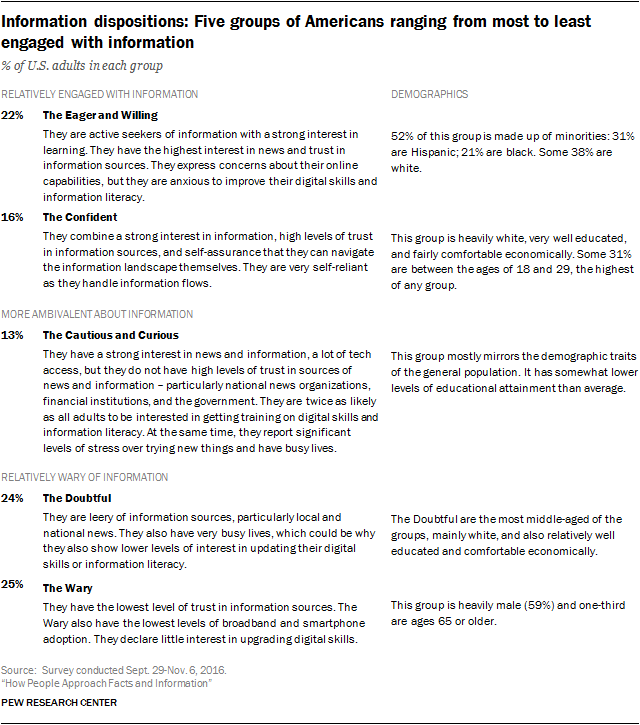 Information dispositions: Five groups of Americans ranging from most to least
engaged with information
% of U.S. adults in each group
RELATIVELY ENGAGED WITH INFORMATION
DEMOGRAPHICS
22% The Eager and Willing
They are active seekers of information with a strong interest in
learning. They have the highest interest in news and trust in
information sources. They express concerns about their online
capabilities, but they are anxious to improve their digital skills and
information literacy.
52% of this group is made up of minorities: 31%
are Hispanic; 21% are black. Some 38% are
white.
16% The Confident
They combine a strong interest in information, high levels of trust
in information sources, and self-assurance that they can navigate
the information landscape themselves. They are very self-reliant
as they handle information flows.
This group is heavily white, very well educated,
and fairly comfortable economically. Some 31%
are between the ages of 18 and 29, the highest
of any group.
MORE AMBIVALENT ABOUT INFORMATION
13% The Cautious and Curious
They have a strong interest in news and information, a lot of tech
access, but they do not have high levels of trust in sources of
news and information – particularly national news organizations,
financial institutions, and the government. They are twice as likely
as all adults to be interested in getting training on digital skills and
information literacy. At the same time, they report significant
levels of stress over trying new things and have busy lives.
This group mostly mirrors the demographic traits
of the general population. It has somewhat lower
levels of educational attainment than average.
RELATIVELY WARY OF INFORMATION
24% The Doubtful
They are leery of information sources, particularly local and
national news. They also have very busy lives, which could be why
they also show lower levels of interest in updating their digital
skills or information literacy.
The Doubtful are the most middle-aged of the
groups, mainly white, and also relatively well
educated and comfortable economically.
25% The Wary
They have the lowest level of trust in information sources. The
Wary also have the lowest levels of broadband and smartphone
adoption. They declare little interest in upgrading digital skills.
This group is heavily male (59%) and one-third
are ages 65 or older.
Source: Survey conducted Sept. 29-Nov. 6, 2016.
“How People Approach Facts and Information”
PEW RESEARCH CENTER